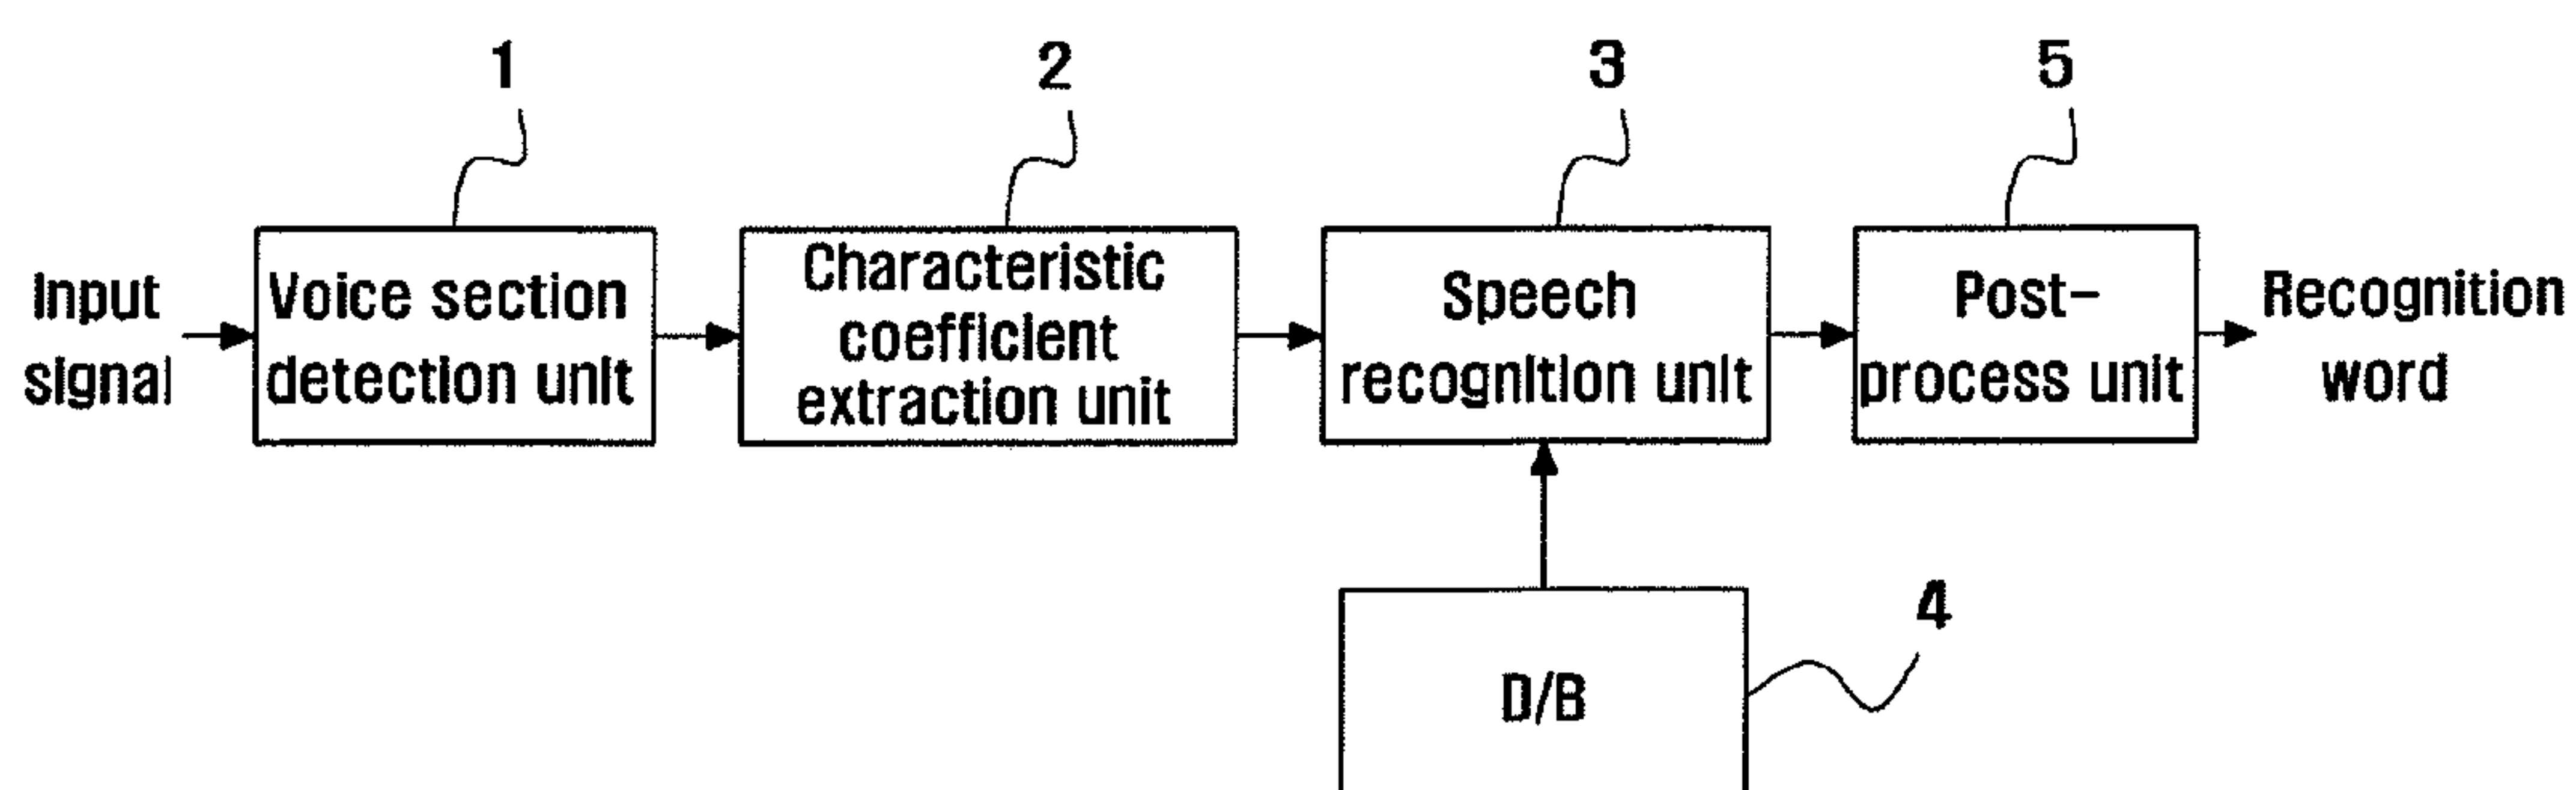 1
2
3
5
Input
signal
Voice section
detection unit
Characteristic
coefficient
extraction unit
Speech
recognition unit
Post-
process unit
Recognition
word
4
D/B